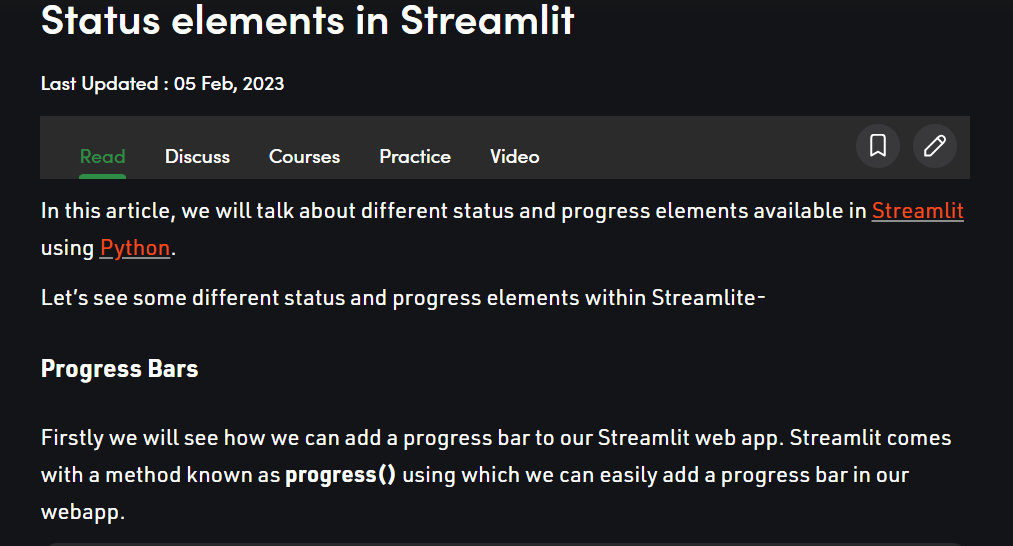 Status elements in Streamlit
Last Updated : 05 Feb, 2023
Read Discuss Courses Practice Video
In this article, we will talk about different status and progress elements available in Streamlit
using Python.
Let’s see some different status and progress elements within Streamlite-
Progress Bars
Firstly we will see how we can add a progress bar to our Streamlit web app. Streamlit comes
with a method known as progress() using which we can easily add a progress bar in our
webapp.